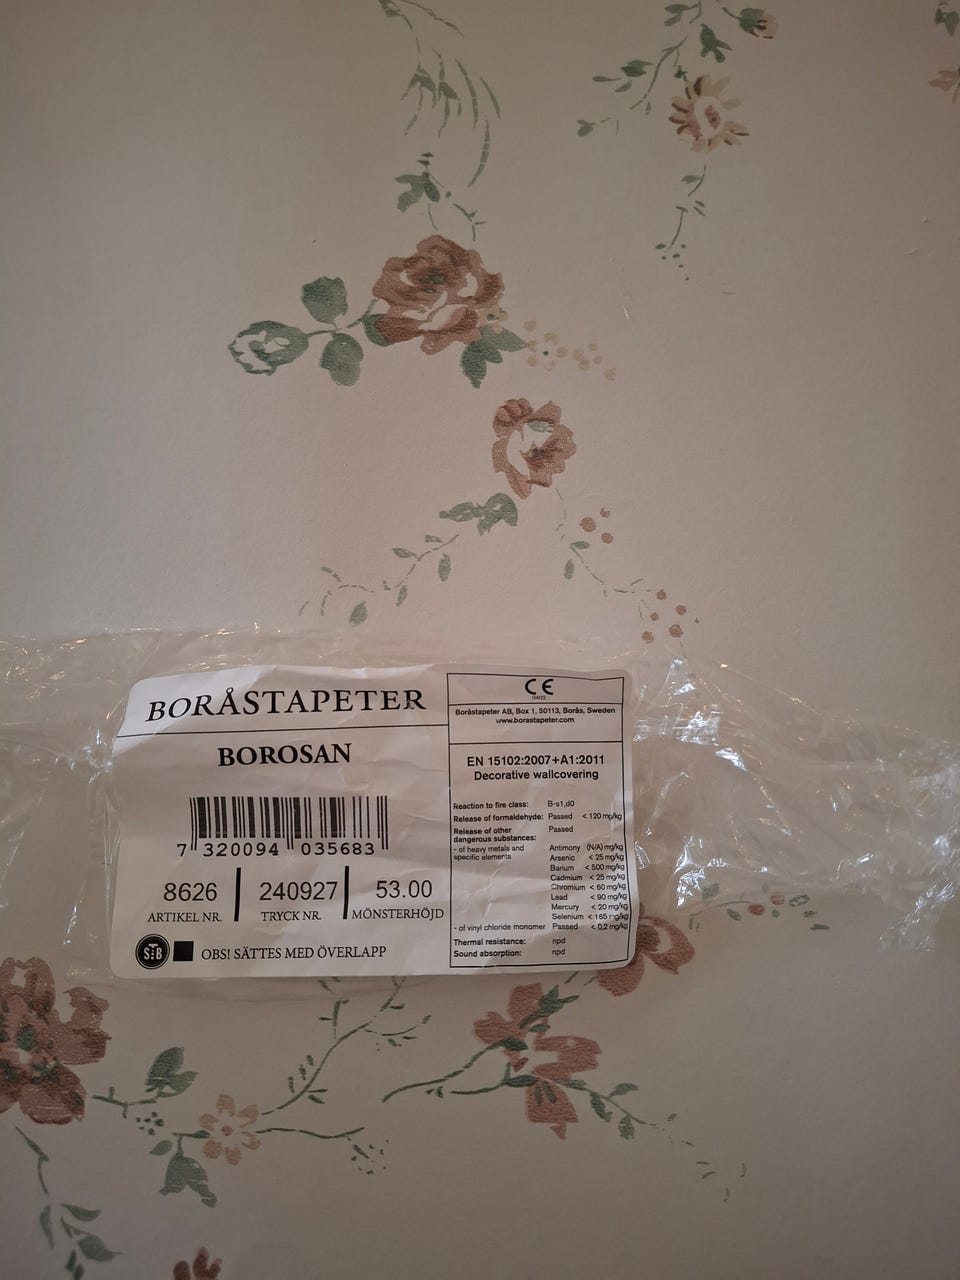 BORÅSTAPETER
BOROSAN
7 320094 035683
8626
ARTIKEL NR.
240927
TRYCK NR.
53.00
MÖNSTERHÖJD
STB
OBS! SÄTTES MED ÖVERLAPP
CE
0402
Boråstapeter AB, Box 1, 50113, Borås, Sweden
www.borastapeter.com
EN 15102:2007+A1:2011
Decorative wallcovering
Reaction to fire class: B-s1,d0
Release of formaldehyde: Passed < 120 mg/kg
Release of other
dangerous substances: Passed
- of heavy metals and
specific elements
Antimony (N/A) mg/kg
Arsenic < 25 mg/kg
Barium < 500 mg/kg
Cadmium < 25 mg/kg
Chromium < 60 mg/kg
Lead < 90 mg/kg
Mercury < 20 mg/kg
Selenium < 165 mg/kg
- of vinyl chloride monomer Passed < 0,2 mg/kg
Thermal resistance: npd
Sound absorption: npd